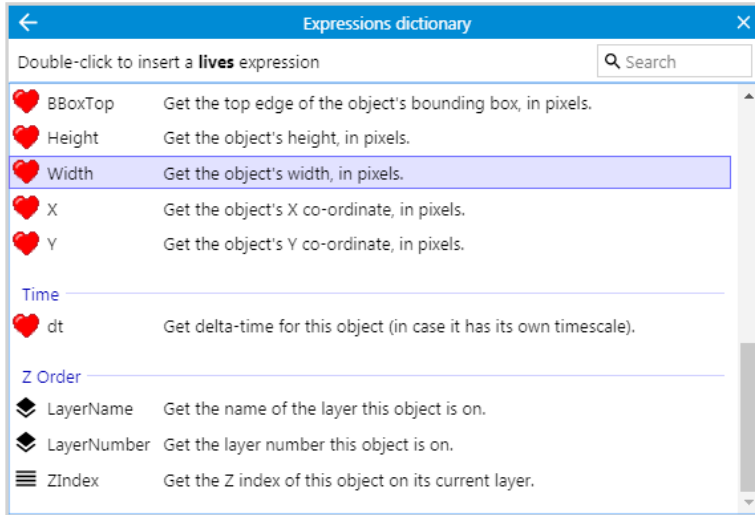 Expressions dictionary
Double-click to insert a lives expression
Search
BBoxTop Get the top edge of the object's bounding box, in pixels.
Height Get the object's height, in pixels.
Width Get the object's width, in pixels.
X Get the object's X co-ordinate, in pixels.
Y Get the object's Y co-ordinate, in pixels.
Time
dt Get delta-time for this object (in case it has its own timescale).
Z Order
LayerName Get the name of the layer this object is on.
LayerNumber Get the layer number this object is on.
ZIndex Get the Z index of this object on its current layer.